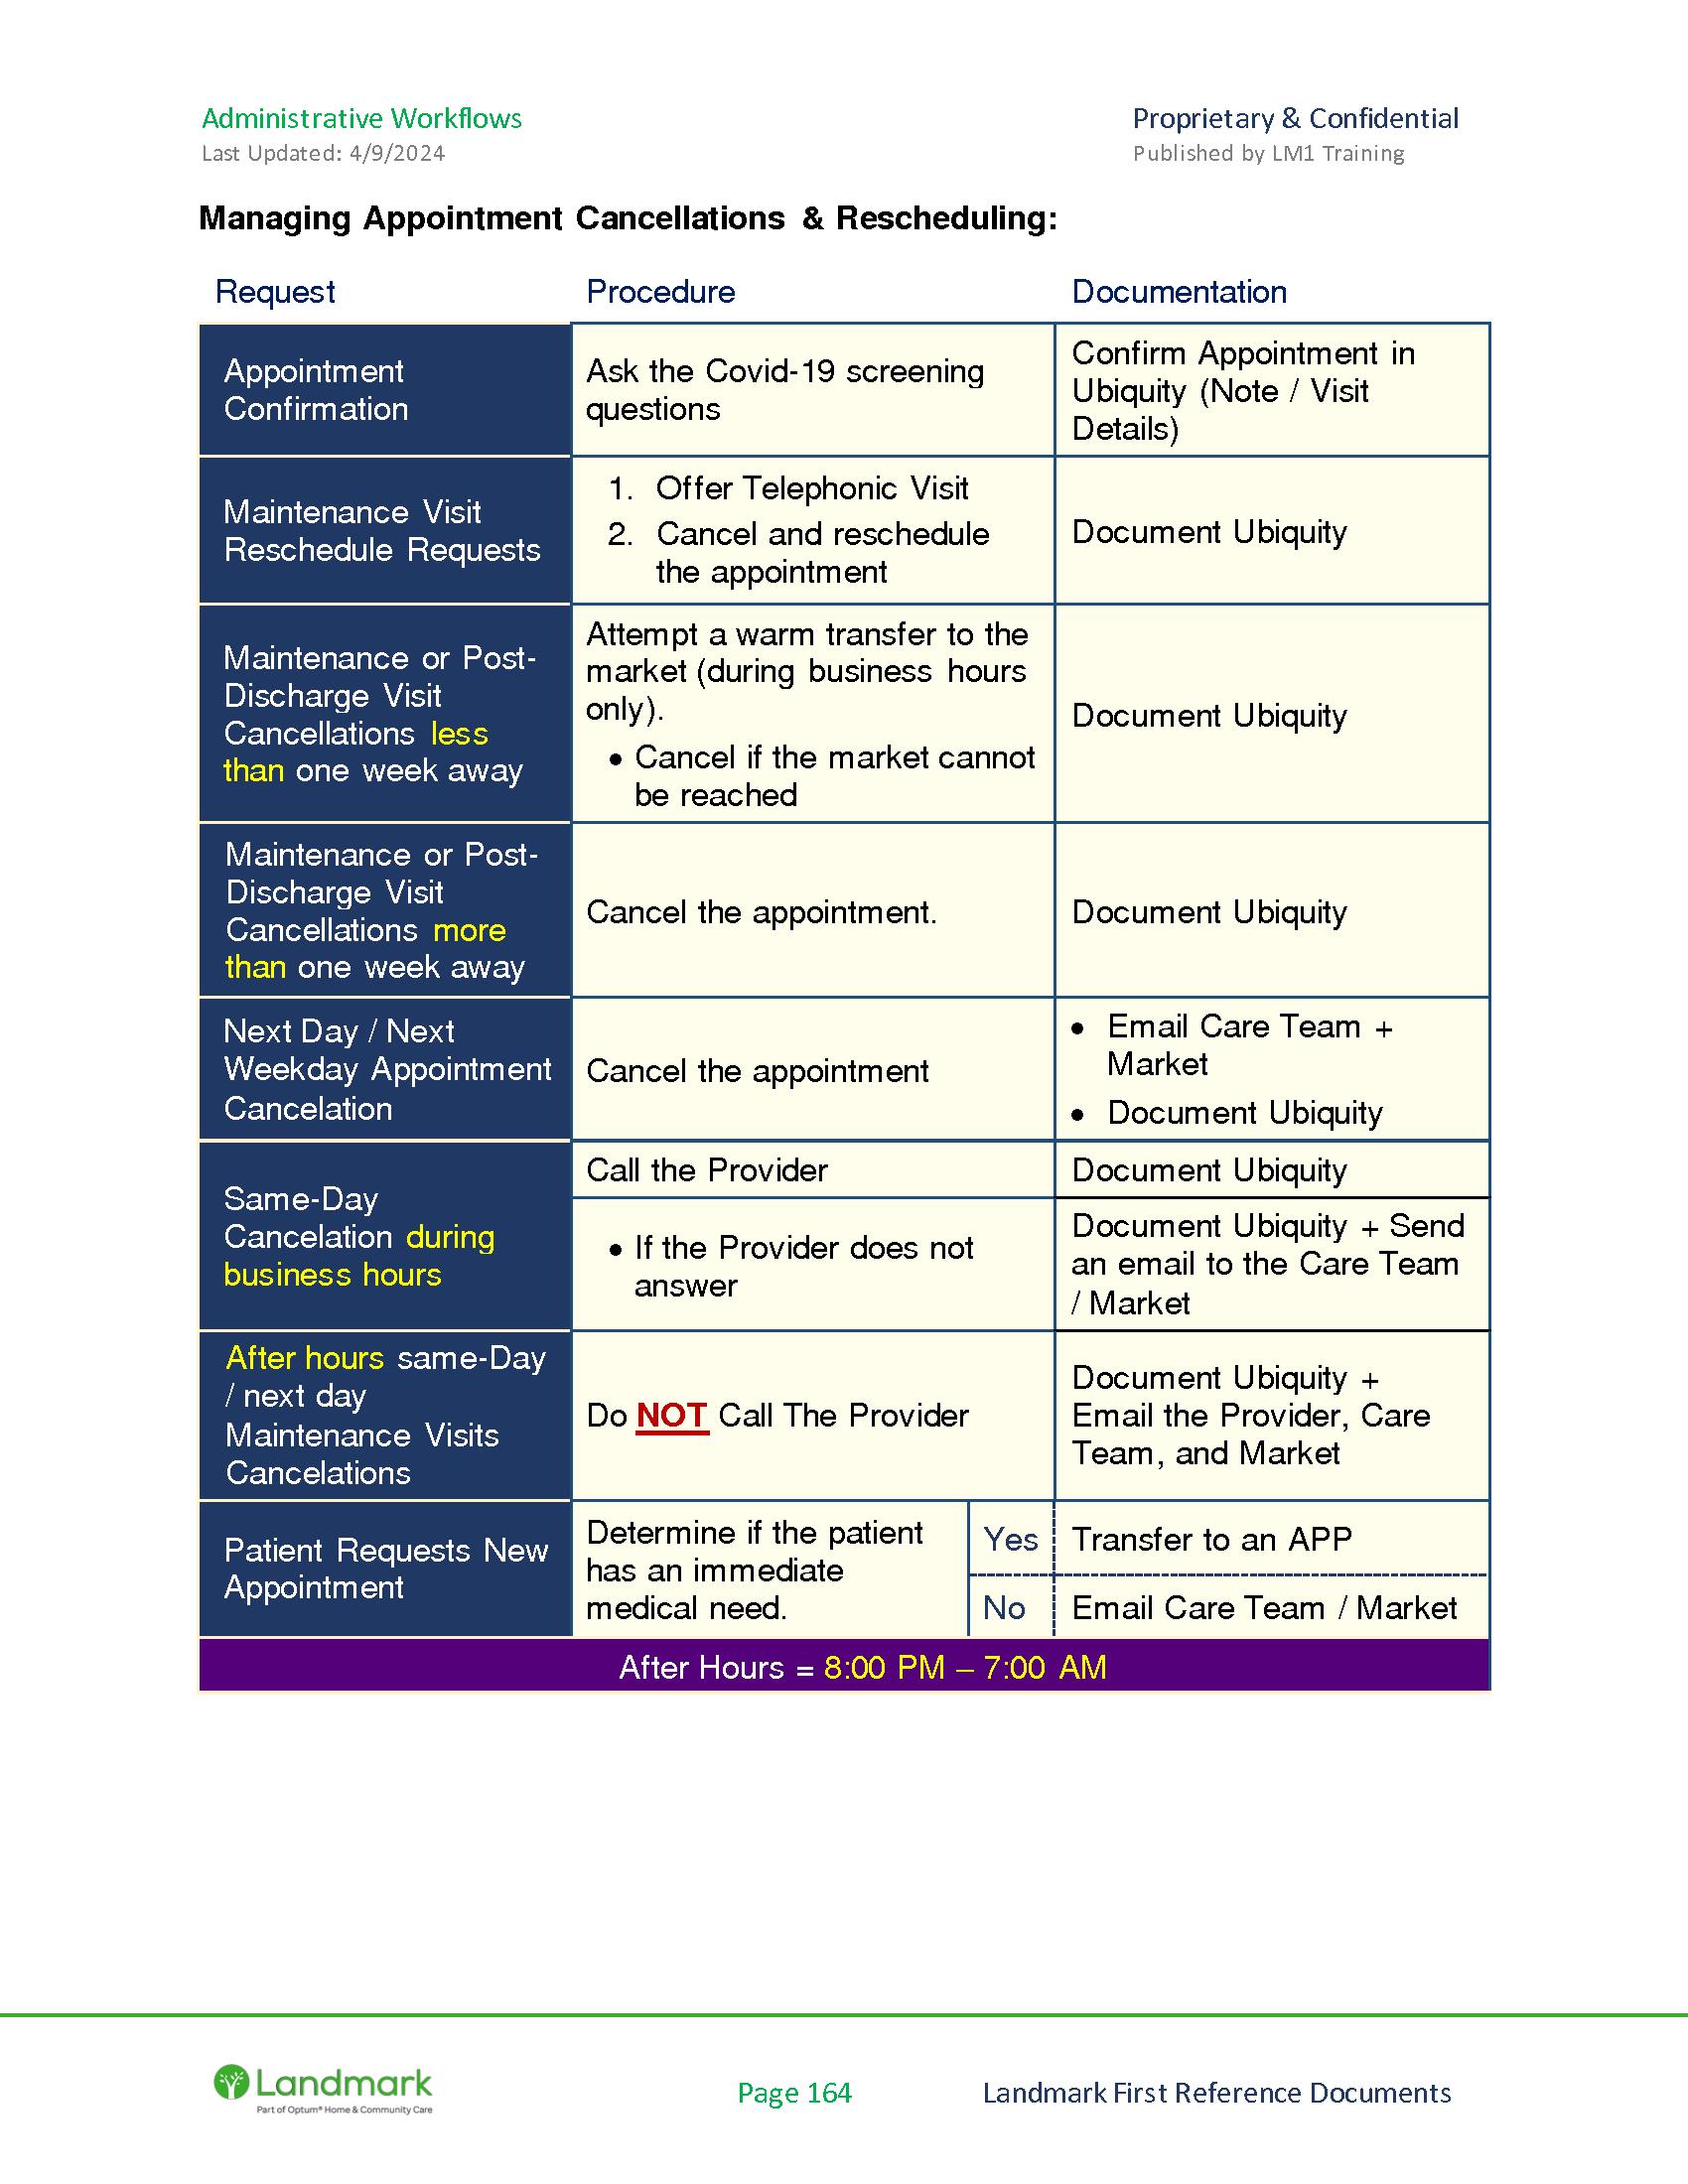 Administrative Workflows
Last Updated: 4/9/2024
Proprietary & Confidential
Published by LM1 Training
Managing Appointment Cancellations & Rescheduling:
Request
Procedure
Documentation
Appointment
Confirmation
Ask the Covid-19 screening
questions
Confirm Appointment in
Ubiquity (Note / Visit
Details)
Maintenance Visit
Reschedule Requests
1. Offer Telephonic Visit
2. Cancel and reschedule
the appointment
Document Ubiquity
Maintenance or Post-
Discharge Visit
Cancellations less
than one week away
Attempt a warm transfer to the
market (during business hours
only).
• Cancel if the market cannot
be reached
Document Ubiquity
Maintenance or Post-
Discharge Visit
Cancellations more
than one week away
Cancel the appointment.
Document Ubiquity
Next Day / Next
Weekday Appointment
Cancelation
Cancel the appointment
• Email Care Team +
Market
• Document Ubiquity
Same-Day
Cancelation during
business hours
Call the Provider
Document Ubiquity
• If the Provider does not
answer
Document Ubiquity + Send
an email to the Care Team
/ Market
After hours same-Day
/ next day
Maintenance Visits
Cancelations
Do NOT Call The Provider
Document Ubiquity +
Email the Provider, Care
Team, and Market
Patient Requests New
Appointment
Determine if the patient
has an immediate
medical need.
Yes
Transfer to an APP
No
Email Care Team / Market
After Hours = 8:00 PM – 7:00 AM
Landmark
Part of Optum® Home & Community Care
Page 164
Landmark First Reference Documents